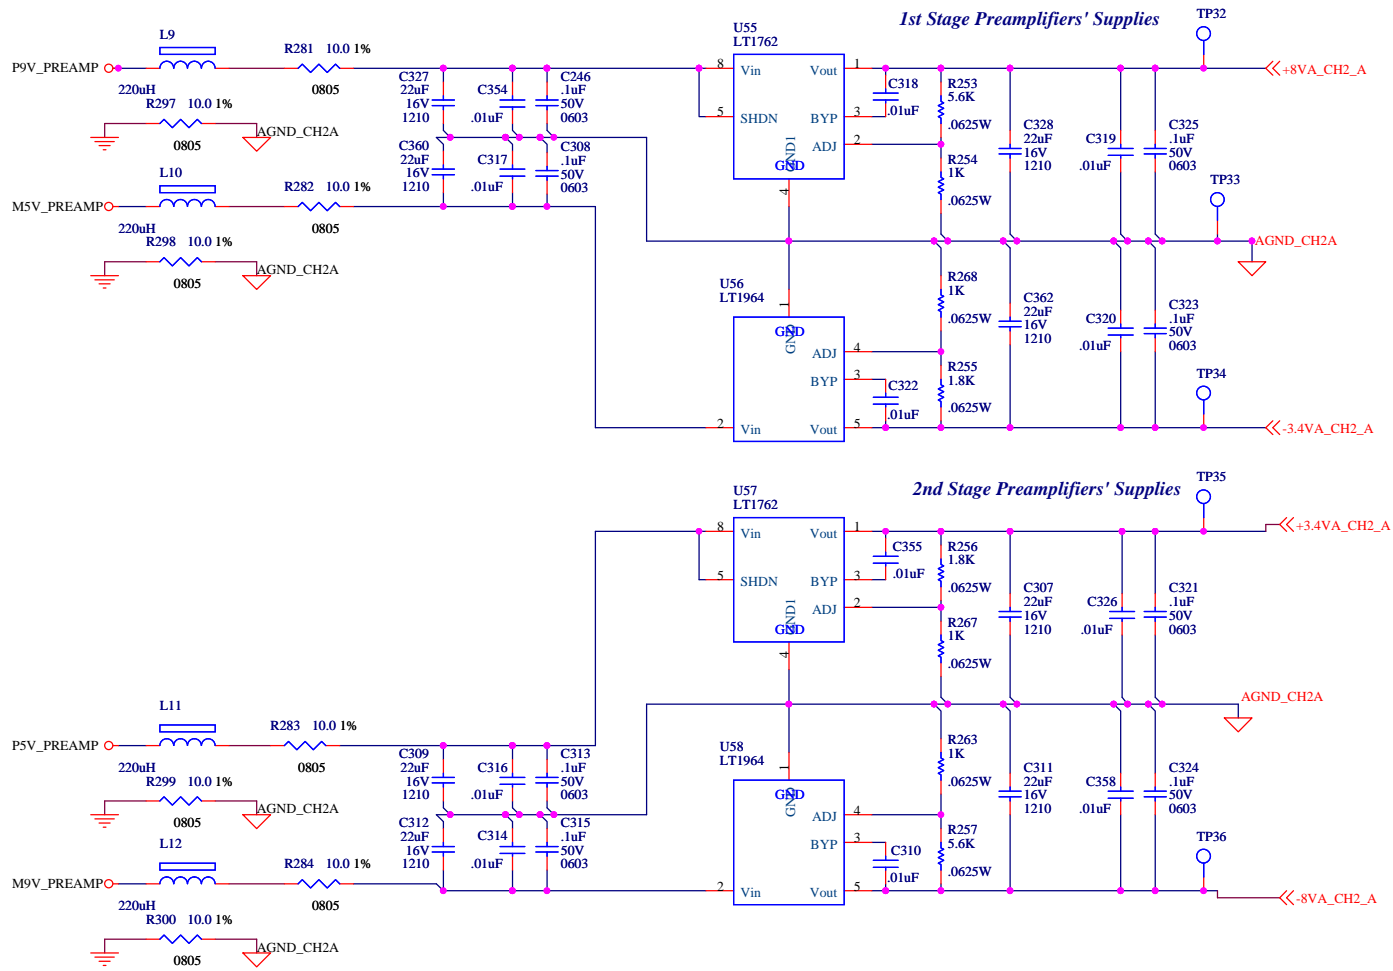 1st Stage Preamplifiers' Supplies
TP32
L9
U55
LT1762
R281 10.0 1%
P9V_PREAMP
220uH
0805
C327
22uF
16V
1210
C354
.01uF
C246
.1uF
50V
0603
8
Vin
Vout
1
5
SHDN
BYP
3
ADJ
2
GND1
GND
4
C318
.01uF
R253
5.6K
.0625W
R254
1K
.0625W
C328
22uF
16V
1210
C319
.01uF
C325
.1uF
50V
0603
+8VA_CH2_A
R297 10.0 1%
0805
AGND_CH2A
C360
22uF
16V
1210
C317
.01uF
C308
.1uF
50V
0603
L10
R282 10.0 1%
M5V_PREAMP
220uH
0805
R298 10.0 1%
0805
AGND_CH2A
TP33
AGND_CH2A
U56
LT1964
1
GND
GND
ADJ
4
BYP
3
2
Vin
Vout
5
R268
1K
.0625W
R255
1.8K
.0625W
C322
.01uF
C362
22uF
16V
1210
C320
.01uF
C323
.1uF
50V
0603
TP34
-3.4VA_CH2_A
2nd Stage Preamplifiers' Supplies
TP35
U57
LT1762
8
Vin
Vout
1
5
SHDN
BYP
3
ADJ
2
GND1
GND
4
C355
.01uF
R256
1.8K
.0625W
R267
1K
.0625W
C307
22uF
16V
1210
C326
.01uF
C321
.1uF
50V
0603
+3.4VA_CH2_A
AGND_CH2A
L11
R283 10.0 1%
P5V_PREAMP
220uH
0805
R299 10.0 1%
0805
AGND_CH2A
C309
22uF
16V
1210
C316
.01uF
C313
.1uF
50V
0603
C312
22uF
16V
1210
C314
.01uF
C315
.1uF
50V
0603
L12
R284 10.0 1%
M9V_PREAMP
220uH
0805
R300 10.0 1%
0805
AGND_CH2A
U58
LT1964
1
GND
GND
ADJ
4
BYP
3
2
Vin
Vout
5
R263
1K
.0625W
R257
5.6K
.0625W
C310
.01uF
C311
22uF
16V
1210
C358
.01uF
C324
.1uF
50V
0603
TP36
-8VA_CH2_A